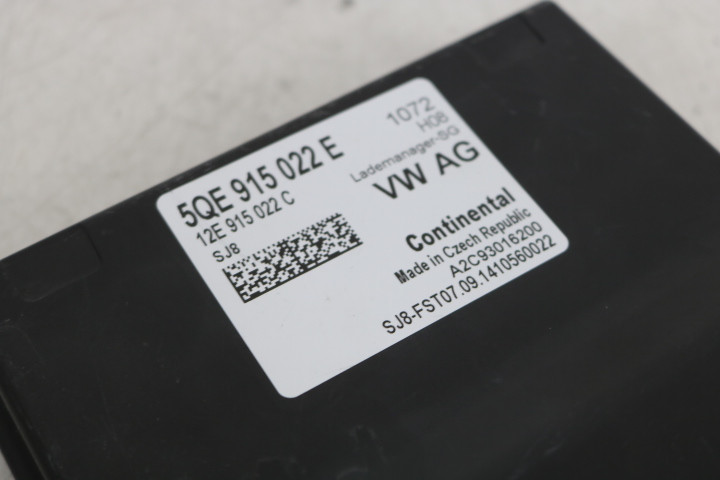 5QE 915 022 E
12E 915 022 C
SJ8
1072
H08
Lademanager-SG
VW AG
Continental
Made in Czech Republic
A2C93016200
SJ8-FST07.09.1410560022